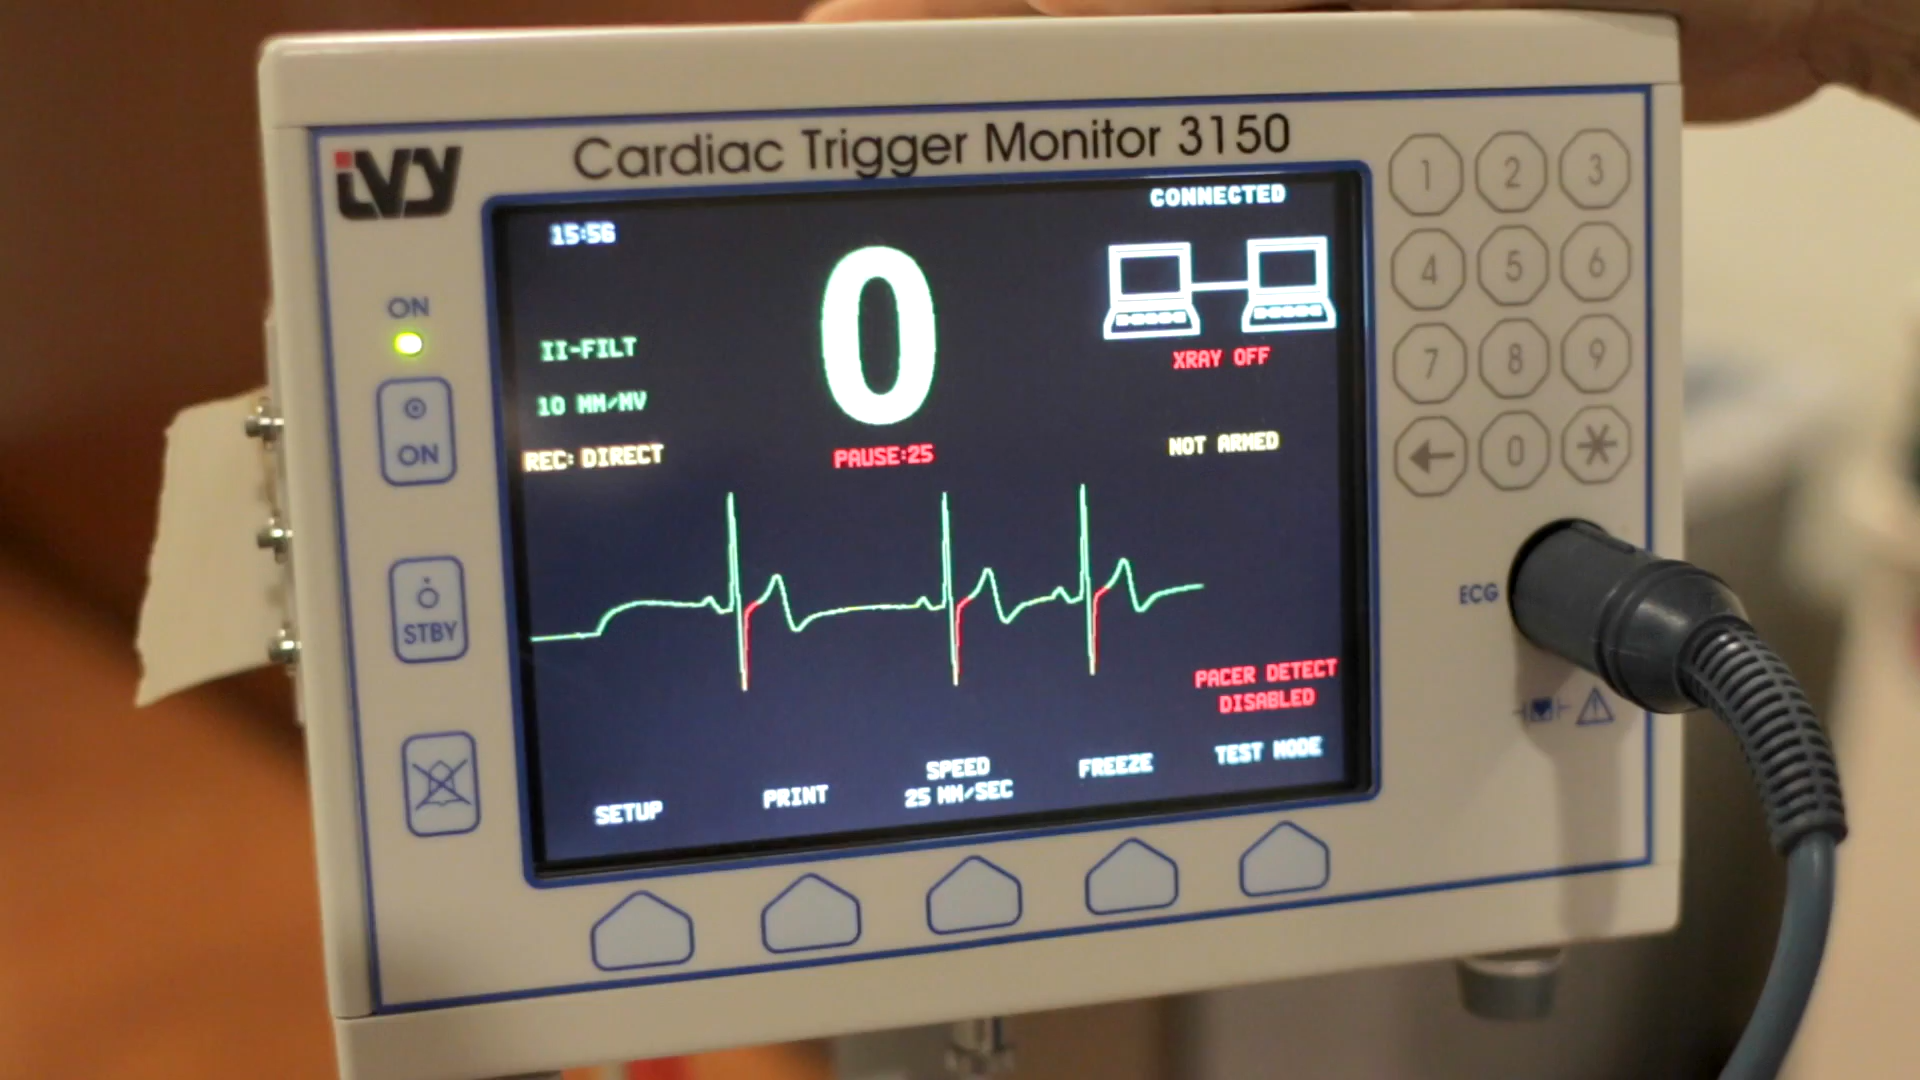 Cardiac Trigger Monitor 3150
ivy
CONNECTED
15:56
0
XRAY OFF
II-FILT
10 MM/MV
REC: DIRECT
PAUSE:25
NOT ARMED
PACER DETECT
DISABLED
SETUP
PRINT
SPEED
25 MM/SEC
FREEZE
TEST MODE
ON
ON
STBY
1 2 3
4 5 6
7 8 9
0 *
ECG